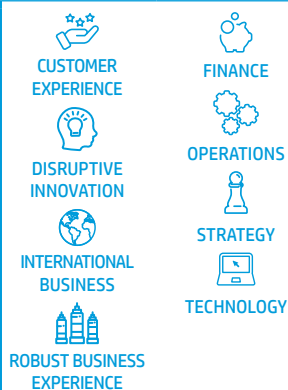 CUSTOMER
EXPERIENCE
DISRUPTIVE
INNOVATION
INTERNATIONAL
BUSINESS
ROBUST BUSINESS
EXPERIENCE
FINANCE
OPERATIONS
STRATEGY
TECHNOLOGY